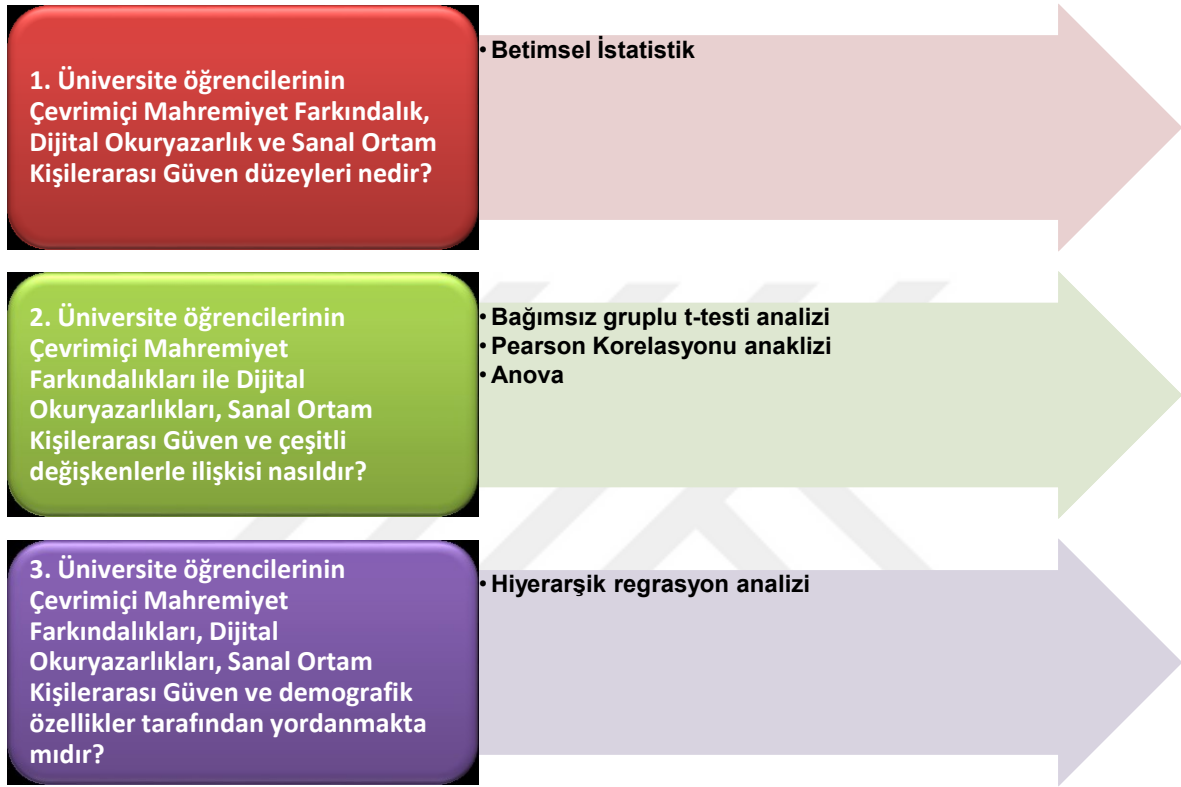 1. Üniversite öğrencilerinin
Çevrimiçi Mahremiyet Farkındalık,
Dijital Okuryazarlık ve Sanal Ortam
Kişilerarası Güven düzeyleri nedir?
• Betimsel İstatistik
2. Üniversite öğrencilerinin
Çevrimiçi Mahremiyet
Farkındalıkları ile Dijital
Okuryazarlıkları, Sanal Ortam
Kişilerarası Güven ve çeşitli
değişkenlerle ilişkisi nasıldır?
• Bağımsız gruplu t-testi analizi
• Pearson Korelasyonu anaklizi
• Anova
3. Üniversite öğrencilerinin
Çevrimiçi Mahremiyet
Farkındalıkları, Dijital
Okuryazarlıkları, Sanal Ortam
Kişilerarası Güven ve demografik
özellikler tarafından yordanmakta
mıdır?
• Hiyerarşik regrasyon analizi